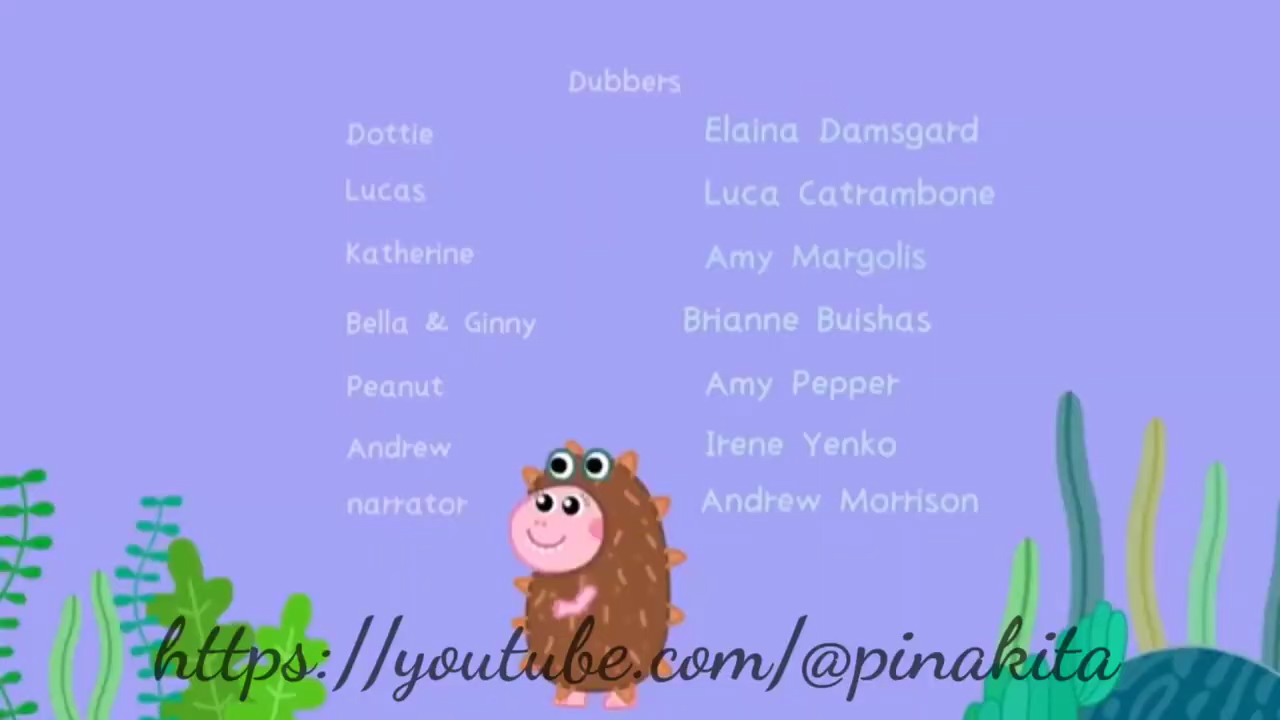 Dubbers
Dottie Elaina Damsgard
Lucas Luca Catrambone
Katherine Amy Margolis
Bella & Ginny Brianne Buishas
Peanut Amy Pepper
Andrew Irene Yenko
narrator Andrew Morrison
https://youtube.com/@pinakita